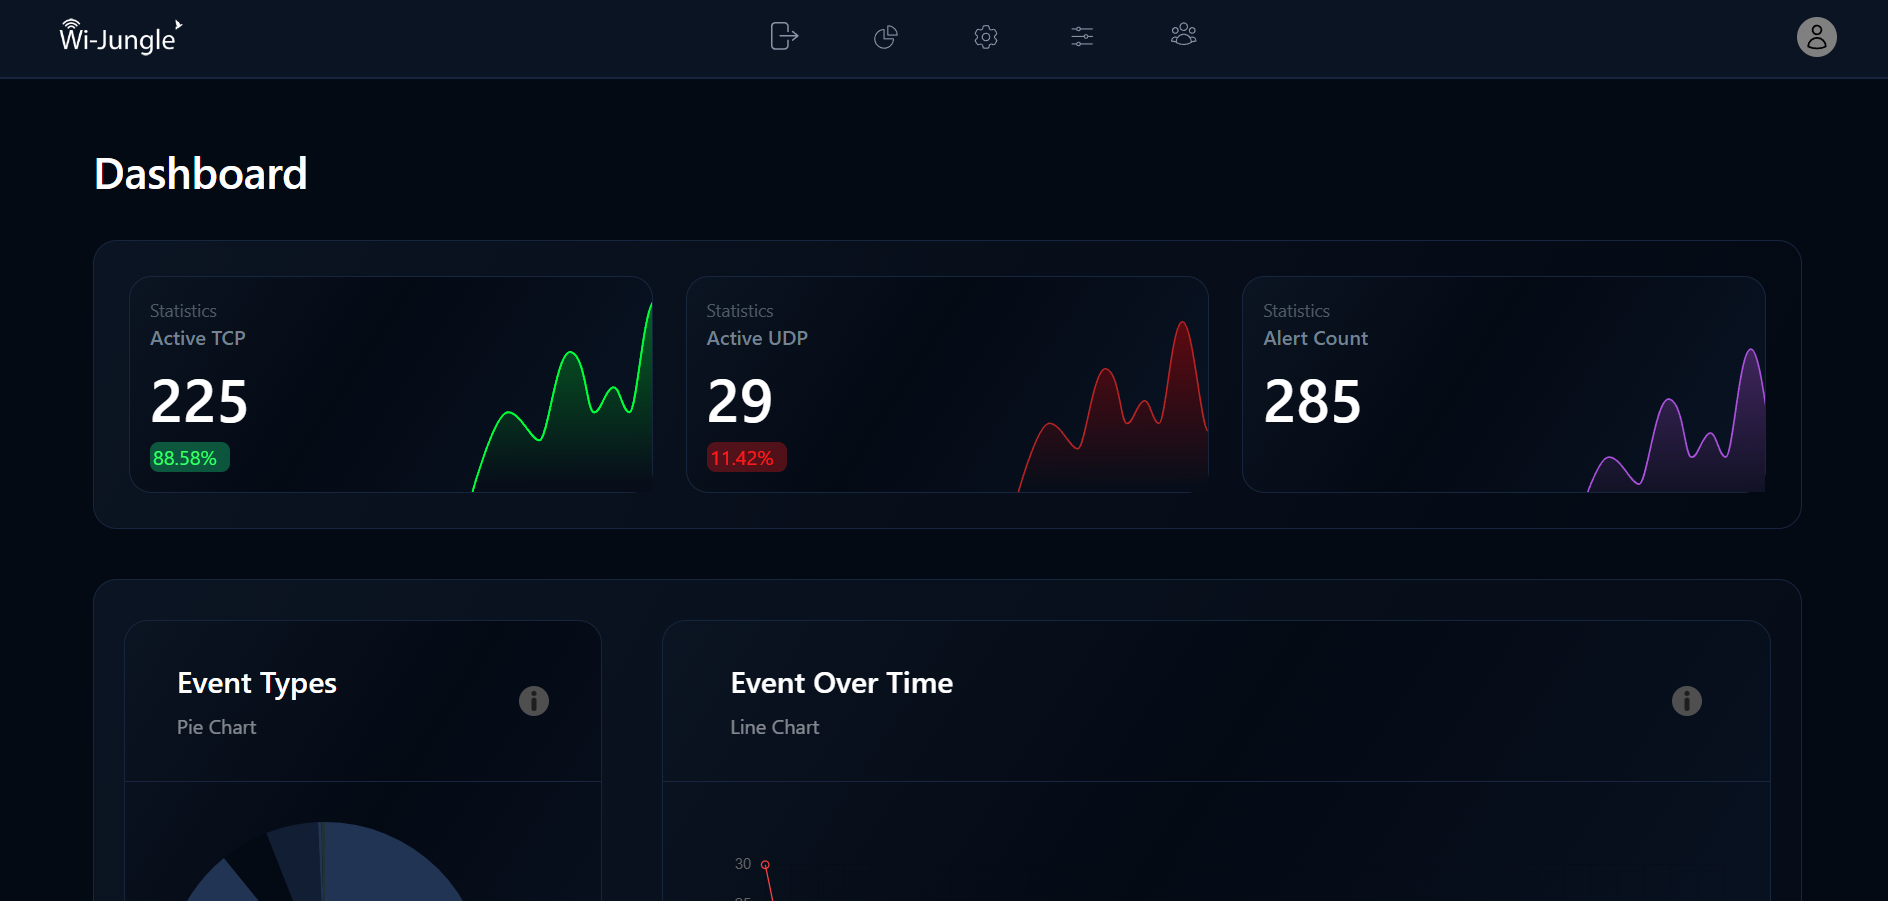 Wi-Jungle
Dashboard
Statistics
Active TCP
225
88.58%
Statistics
Active UDP
29
11.42%
Statistics
Alert Count
285
Event Types
Pie Chart
Event Over Time
Line Chart
30